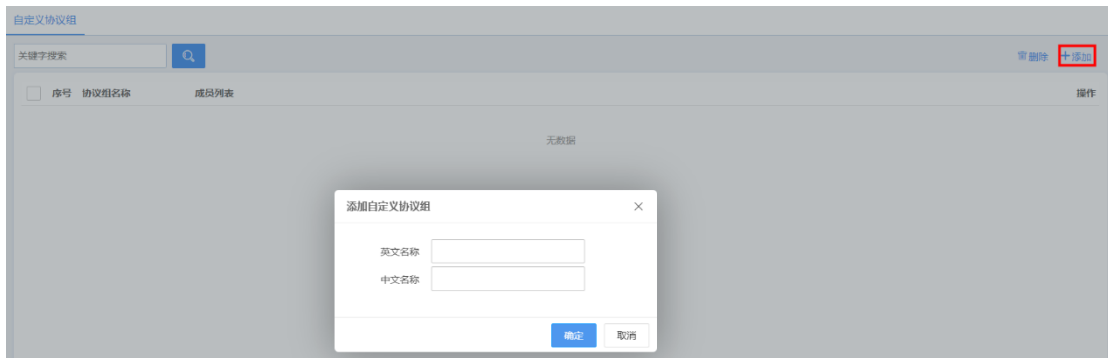 自定义协议组
关键字搜索
删除 添加
序号 协议组名称 成员列表 操作
无数据
添加自定义协议组
英文名称
中文名称
确定 取消